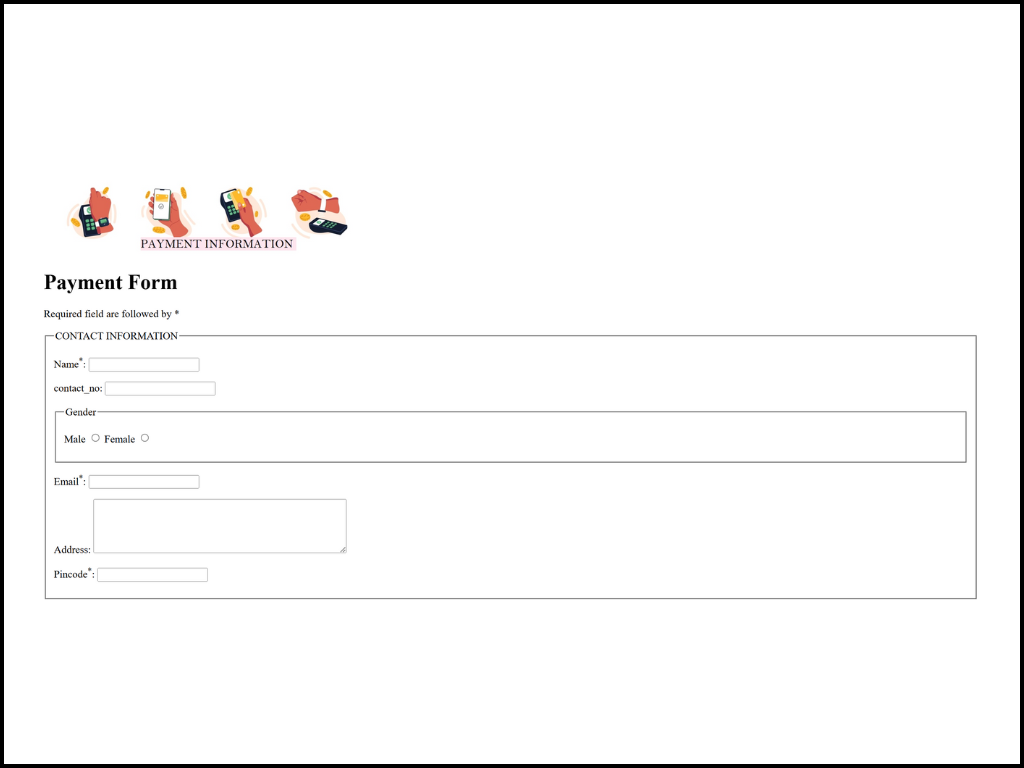 PAYMENT INFORMATION
Payment Form
Required field are followed by *
CONTACT INFORMATION
Name*:
contact_no:
Gender
Male Female
Email*:
Address:
Pincode*: